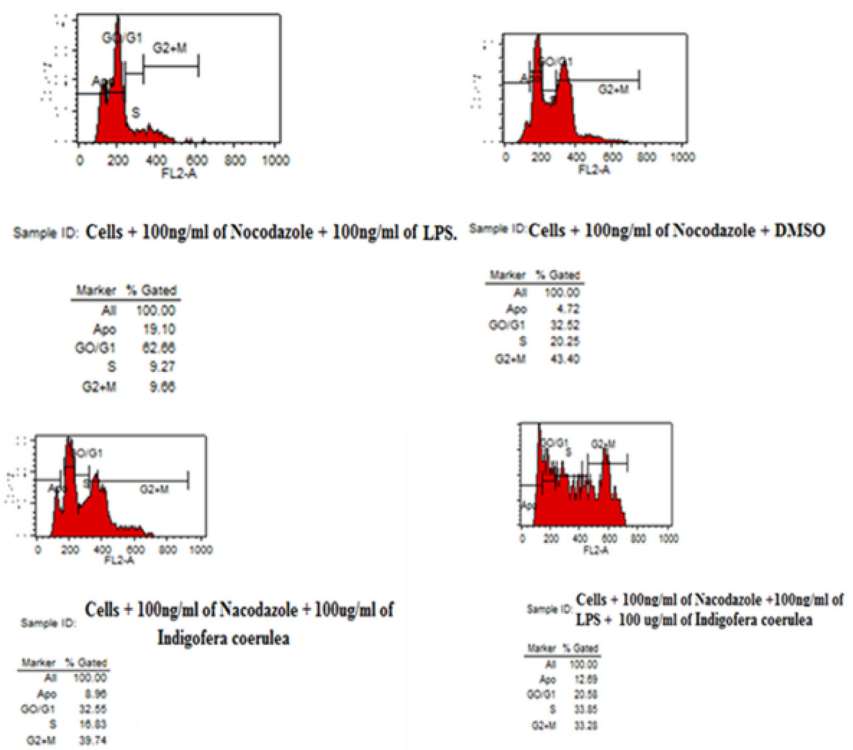 GO/G1
G2+M
Apo
S
0 200 400 600 800 1000
FL2-A
Sample ID: Cells + 100ng/ml of Nocodazole + 100ng/ml of LPS.
Marker % Gated
All 100.00
Apo 19.10
GO/G1 62.66
S 9.27
G2+M 9.66
GO/G1
Apo
G2+M
0 200 400 600 800 1000
FL2-A
Sample ID: Cells + 100ng/ml of Nocodazole + DMSO
Marker % Gated
All 100.00
Apo 4.72
GO/G1 32.52
S 20.25
G2+M 43.40
GO/G1
S
Apo
G2+M
0 200 400 600 800 1000
FL2-A
Sample ID: Cells + 100ng/ml of Nacodazole + 100ug/ml of
Indigofera coerulea
Marker % Gated
All 100.00
Apo 8.96
GO/G1 32.55
S 16.83
G2+M 39.74
GO/G1
S
G2+M
Apo
0 200 400 600 800 1000
FL2-A
Sample ID: Cells + 100ng/ml of Nacodazole +100ng/ml of
LPS + 100 ug/ml of Indigofera coerulea
Marker % Gated
All 100.00
Apo 12.69
GO/G1 20.58
S 33.85
G2+M 33.28